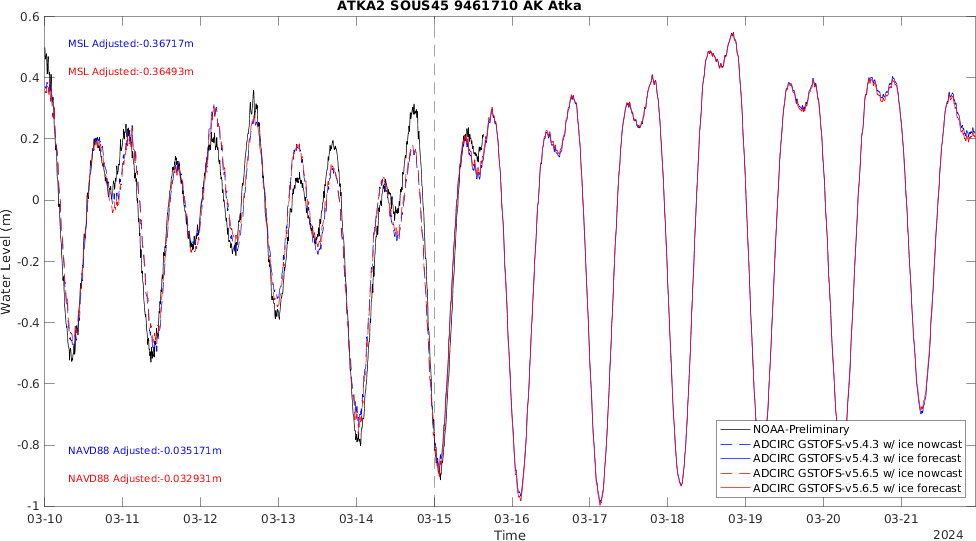 ATKA2 SOUS45 9461710 AK Atka
0.6
0.4
0.2
0
-0.2
-0.4
-0.6
-0.8
-1
Water Level (m)
MSL Adjusted:-0.36717m
MSL Adjusted:-0.36493m
NAVD88 Adjusted:-0.035171m
NAVD88 Adjusted:-0.032931m
NOAA-Preliminary
ADCIRC GSTOFS-v5.4.3 w/ ice nowcast
ADCIRC GSTOFS-v5.4.3 w/ ice forecast
ADCIRC GSTOFS-v5.6.5 w/ ice nowcast
ADCIRC GSTOFS-v5.6.5 w/ ice forecast
03-10 03-11 03-12 03-13 03-14 03-15 03-16 03-17 03-18 03-19 03-20 03-21
Time
2024